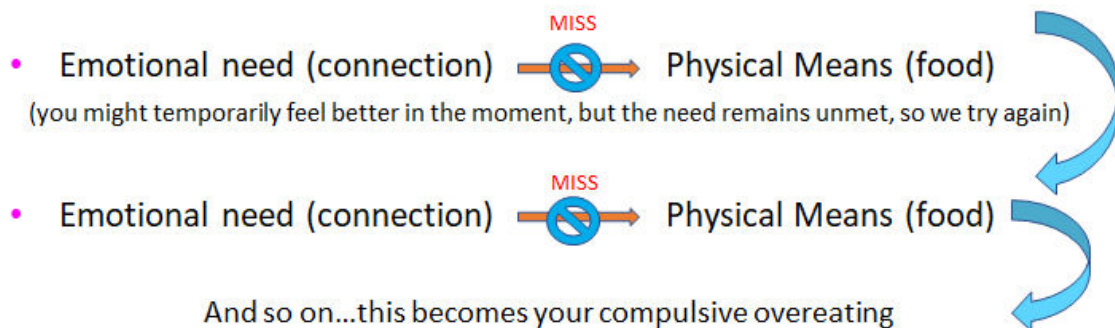 MISS
• Emotional need (connection) Physical Means (food)
(you might temporarily feel better in the moment, but the need remains unmet, so we try again)
MISS
• Emotional need (connection) Physical Means (food)
And so on...this becomes your compulsive overeating